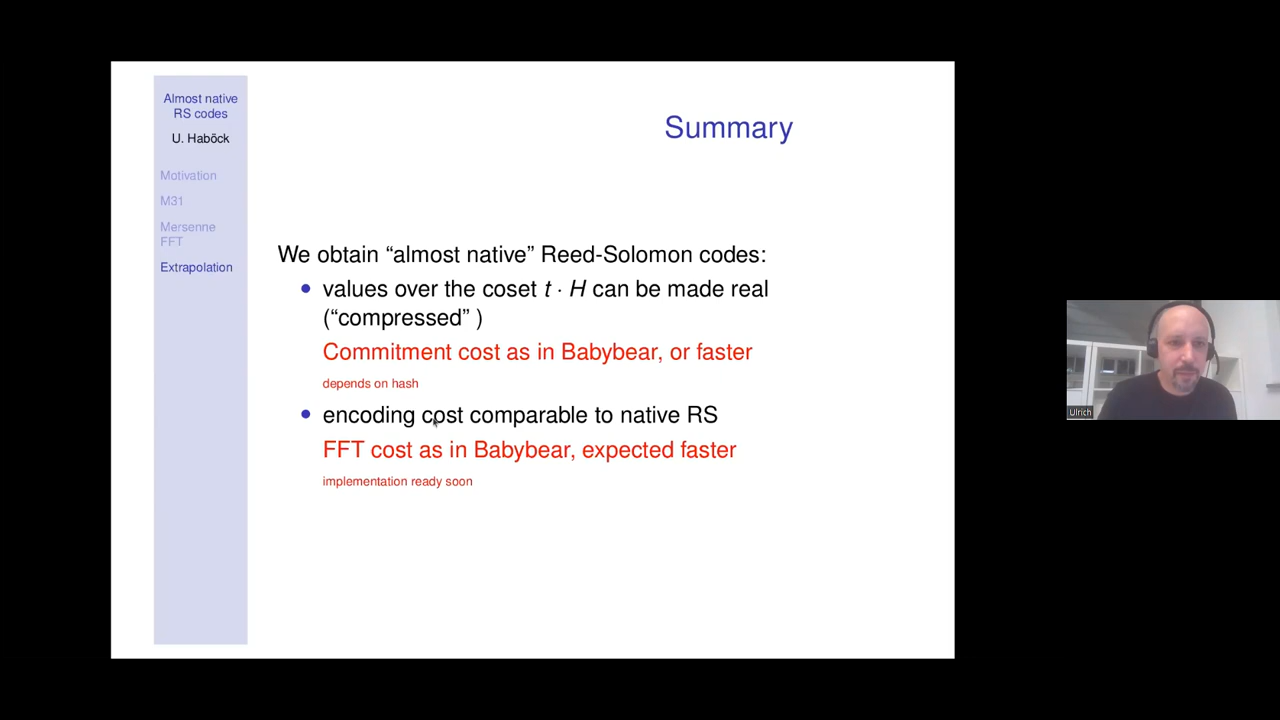 Almost native
RS codes
U. Haböck
Motivation
M31
Mersenne
FFT
Extrapolation
Summary
We obtain “almost native” Reed-Solomon codes:
• values over the coset t · H can be made real
(“compressed” )
Commitment cost as in Babybear, or faster
depends on hash
• encoding cost comparable to native RS
FFT cost as in Babybear, expected faster
implementation ready soon
Ulrich